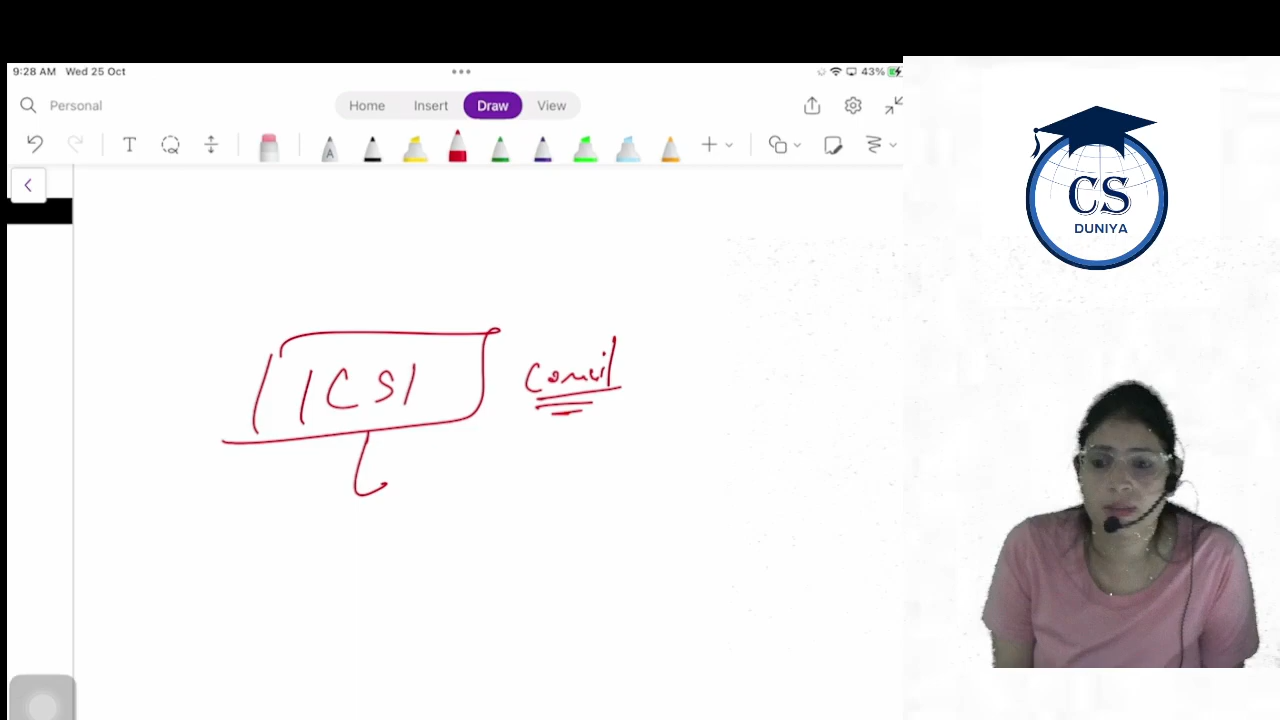 9:28 AM Wed 25 Oct
43%
Personal
Home Insert Draw View
T
A
ICSI Council
CS
DUNIYA